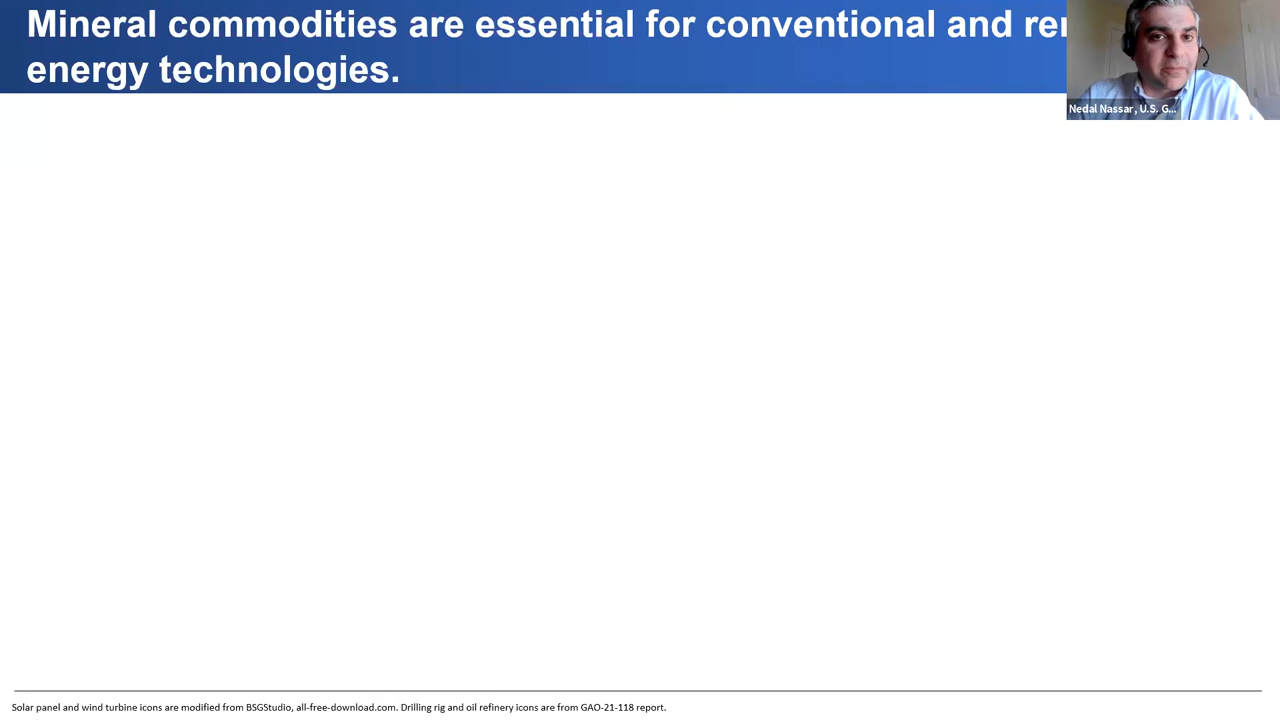 Mineral commodities are essential for conventional and
energy technologies.
Nedal Nassar, U.S. G...
Solar panel and wind turbine icons are modified from BSGStudio, all-free-download.com. Drilling rig and oil refinery icons are from GAO-21-118 report.